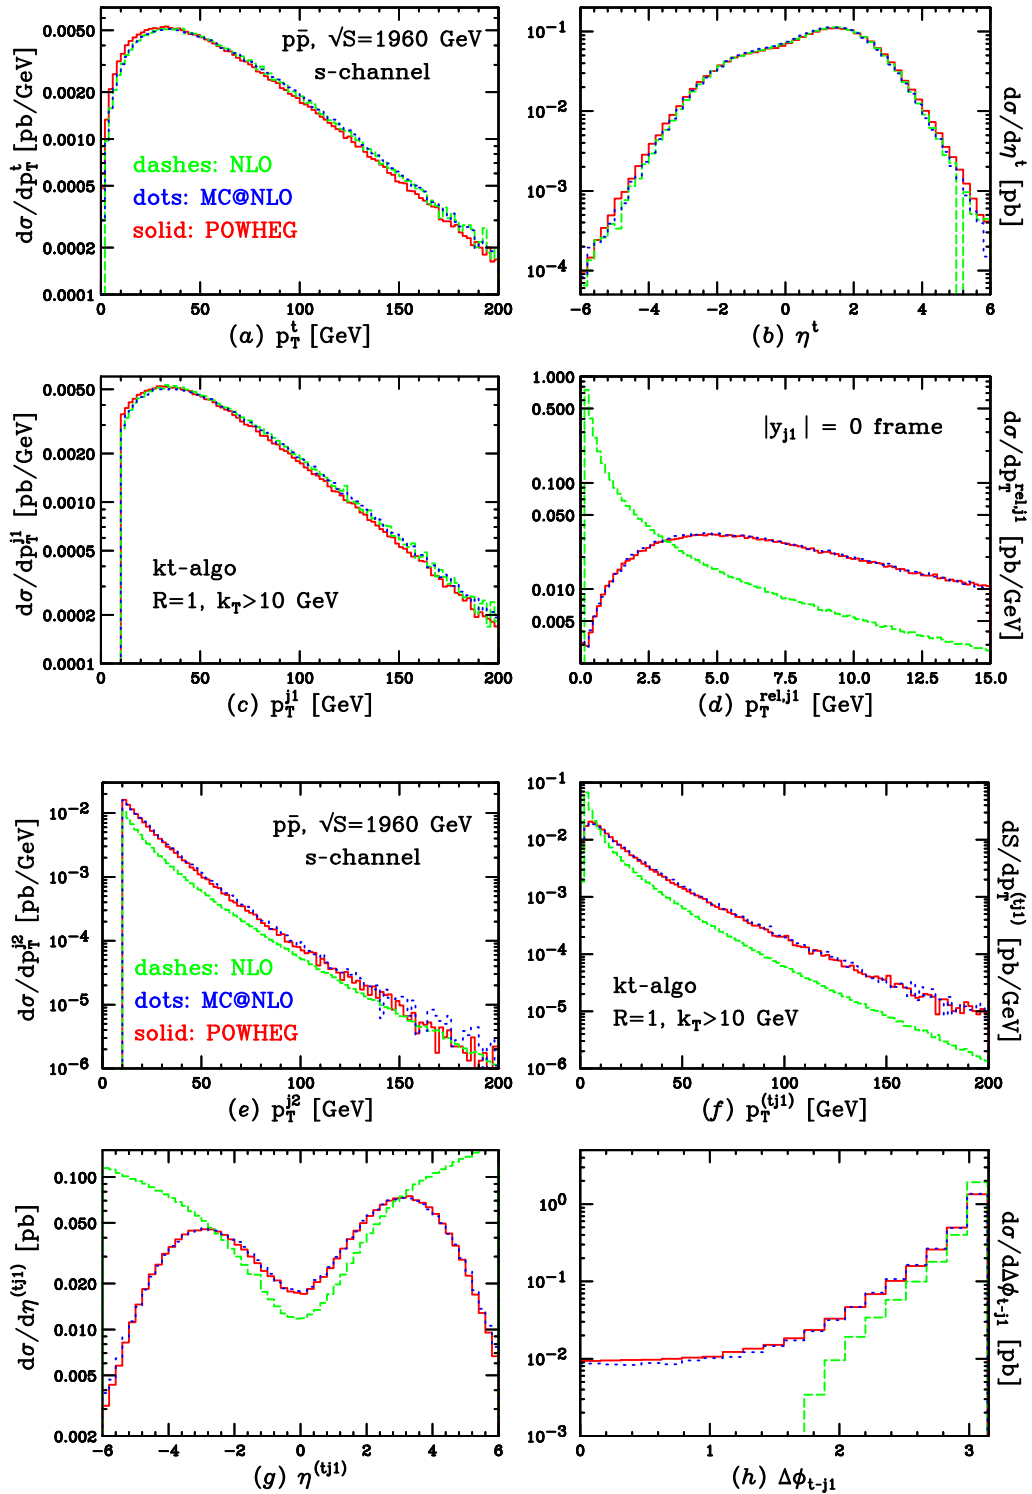 0.0050
0.0020
0.0010
0.0005
0.0002
0.0001
dσ/dp_T^t [pb/GeV]
pp̄, √S=1960 GeV
s-channel
dashes: NLO
dots: MC@NLO
solid: POWHEG
0 50 100 150 200
(a) p_T^t [GeV]
10^-1
10^-2
10^-3
10^-4
dσ/dη^t [pb]
-6 -4 -2 0 2 4 6
(b) η^t
0.0050
0.0020
0.0010
0.0005
0.0002
0.0001
dσ/dp_T^j1 [pb/GeV]
kt-algo
R=1, k_T>10 GeV
0 50 100 150 200
(c) p_T^j1 [GeV]
1.000
0.500
0.100
0.050
0.010
0.005
dσ/dp_T^rel,j1 [pb/GeV]
|y_j1| = 0 frame
0.0 2.5 5.0 7.5 10.0 12.5 15.0
(d) p_T^rel,j1 [GeV]
10^-2
10^-3
10^-4
10^-5
10^-6
dσ/dp_T^j2 [pb/GeV]
pp̄, √S=1960 GeV
s-channel
dashes: NLO
dots: MC@NLO
solid: POWHEG
0 50 100 150 200
(e) p_T^j2 [GeV]
10^-1
10^-2
10^-3
10^-4
10^-5
10^-6
dS/dp_T^(tj1) [pb/GeV]
kt-algo
R=1, k_T>10 GeV
0 50 100 150 200
(f) p_T^(tj1) [GeV]
0.100
0.050
0.020
0.010
0.005
0.002
dσ/dη^(tj1) [pb]
-6 -4 -2 0 2 4 6
(g) η^(tj1)
10^0
10^-1
10^-2
10^-3
dσ/dΔϕ_t-j1 [pb]
0 1 2 3
(h) Δϕ_t-j1